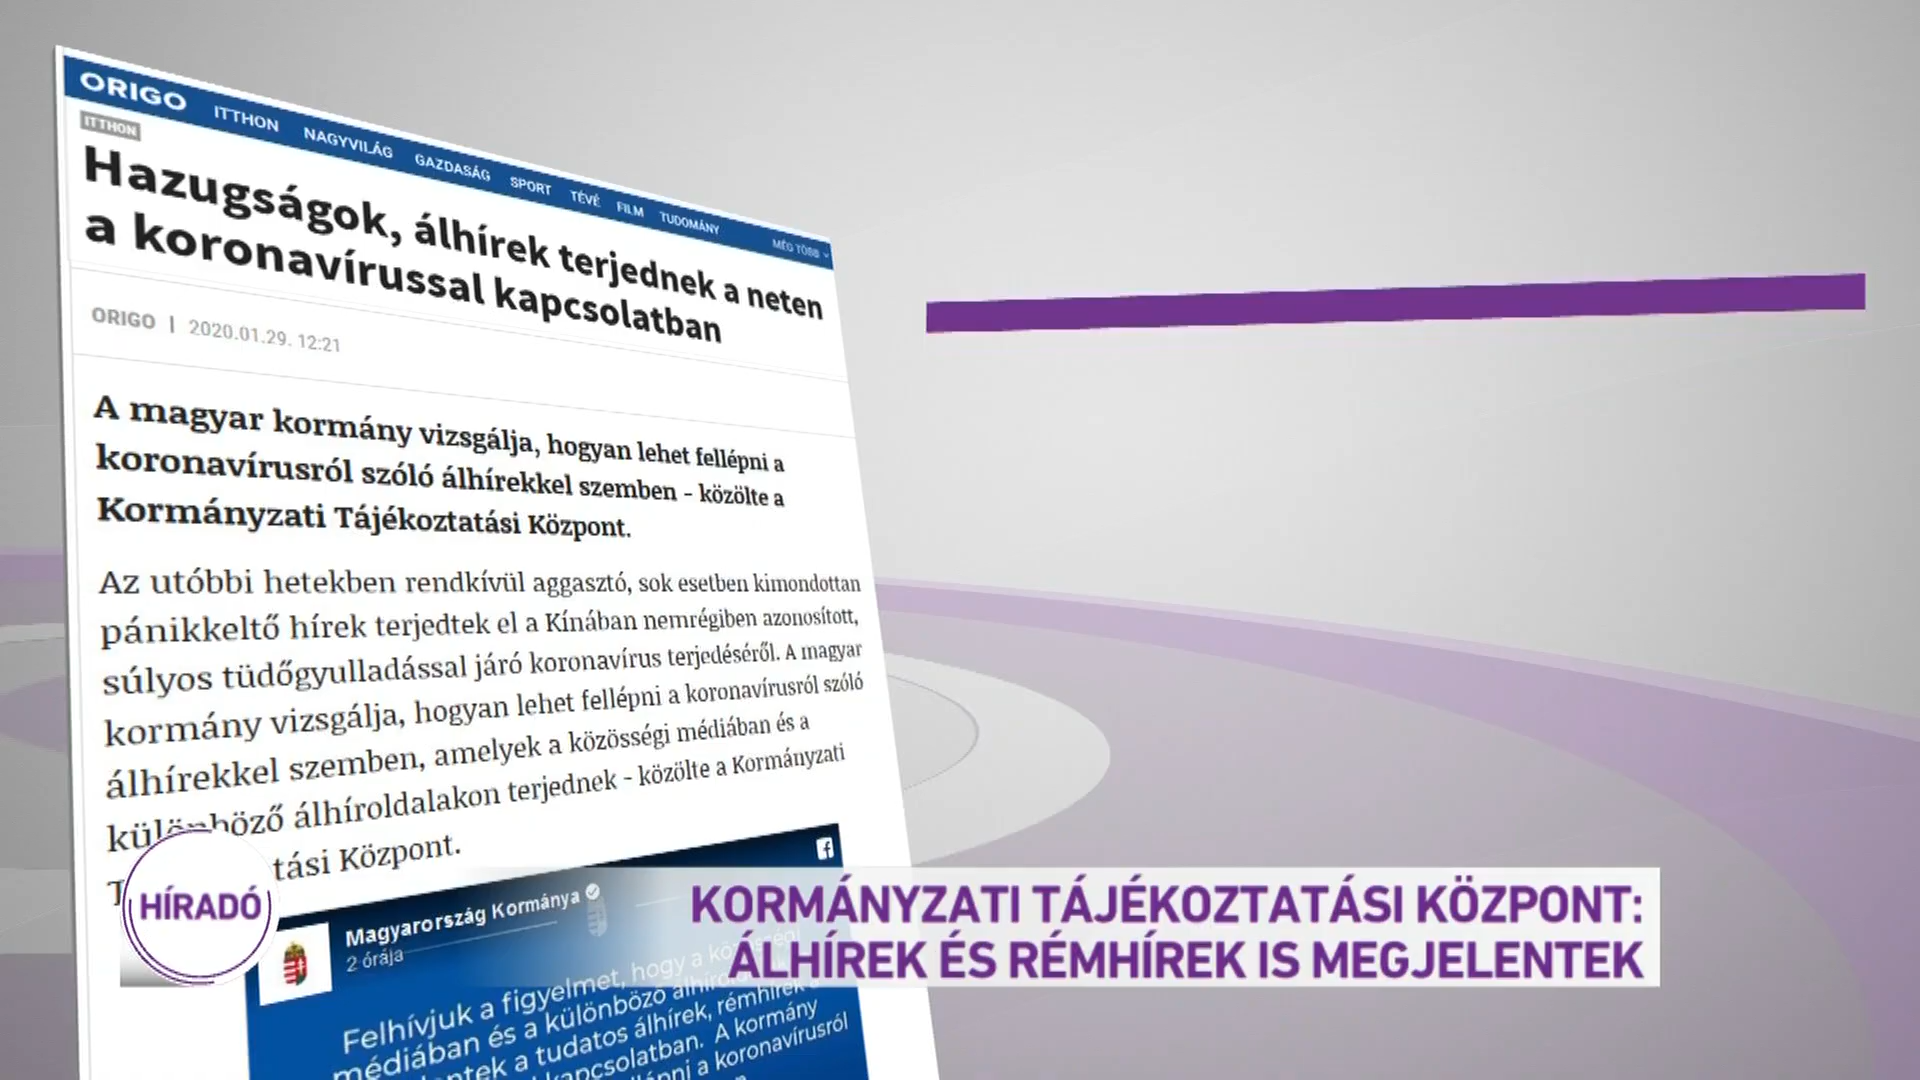 ORIGO ITTHON NAGYVILÁG GAZDASÁG SPORT TÉVÉ FILM TUDOMÁNY MÉG TÖBB
ITTHON
Hazugságok, álhírek terjednek a neten
a koronavírussal kapcsolatban
ORIGO | 2020.01.29. 12:21
A magyar kormány vizsgálja, hogyan lehet fellépni a
koronavírusról szóló álhírekkel szemben - közölte a
Kormányzati Tájékoztatási Központ.
Az utóbbi hetekben rendkívül aggasztó, sok esetben kimondottan
pánikkeltő hírek terjedtek el a Kínában nemrégiben azonosított,
súlyos tüdőgyulladással járó koronavírus terjedéséről. A magyar
kormány vizsgálja, hogyan lehet fellépni a koronavírusról szóló
álhírekkel szemben, amelyek a közösségi médiában és a
különböző álhíroldalakon terjednek - közölte a Kormányzati
tási Központ.
HÍRADÓ
KORMÁNYZATI TÁJÉKOZTATÁSI KÖZPONT:
ÁLHÍREK ÉS RÉMHÍREK IS MEGJELENTEK
Magyarország Kormánya
2 órája
Felhívjuk a figyelmet, hogy a
médiában és a különböző
a tudatos álhírek, rémhírek
kapcsolatban. A kormány
a koronavírusról